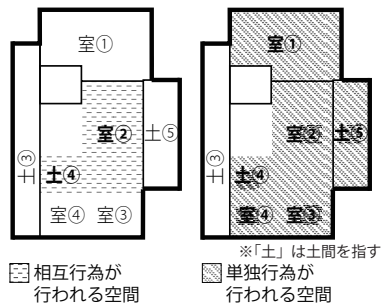 室①
室②
土⑤
土③
土④
室④ 室③
室①
室②
土⑤
土③
土④
室④ 室③
※「土」は土間を指す
相互行為が
行われる空間
単独行為が
行われる空間